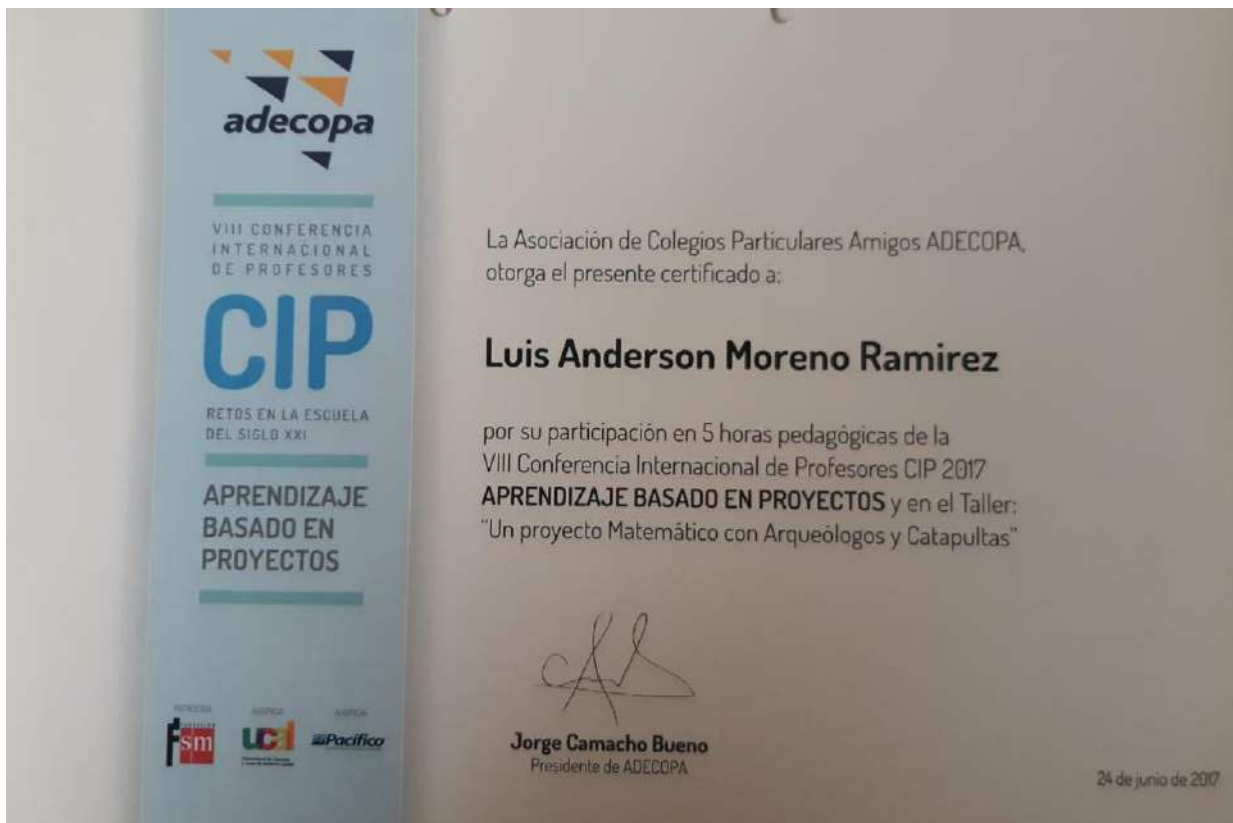 adecopa
VIII CONFERENCIA
INTERNACIONAL
DE PROFESORES
CIP
RETOS EN LA ESCUELA
DEL SIGLO XXI
APRENDIZAJE
BASADO EN
PROYECTOS
sm
ucal
Pacífico
La Asociación de Colegios Particulares Amigos ADECOPA,
otorga el presente certificado a:
Luis Anderson Moreno Ramirez
por su participación en 5 horas pedagógicas de la
VIII Conferencia Internacional de Profesores CIP 2017
APRENDIZAJE BASADO EN PROYECTOS y en el Taller:
"Un proyecto Matemático con Arqueólogos y Catapultas"
Jorge Camacho Bueno
Presidente de ADECOPA
24 de junio de 2017